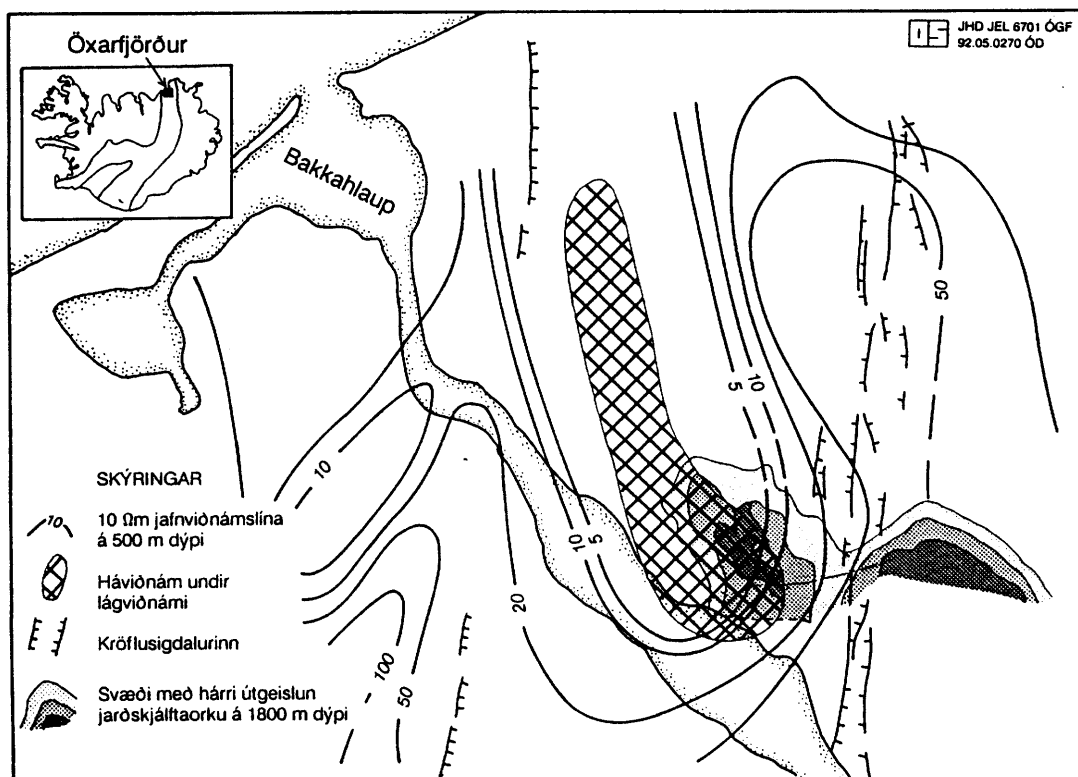 JHD JEL 6701 ÓGF
92.05.0270 ÓD
Öxarfjörður
Bakkahlaup
50
10
5
10
10
5
20
100
50
SKÝRINGAR
10
10 Ωm jafnviðnámslína
á 500 m dýpi
Háviðnám undir
lágviðnámi
Kröflusigdalurinn
Svæði með hárri útgeislun
jarðskjálftaorku á 1800 m dýpi